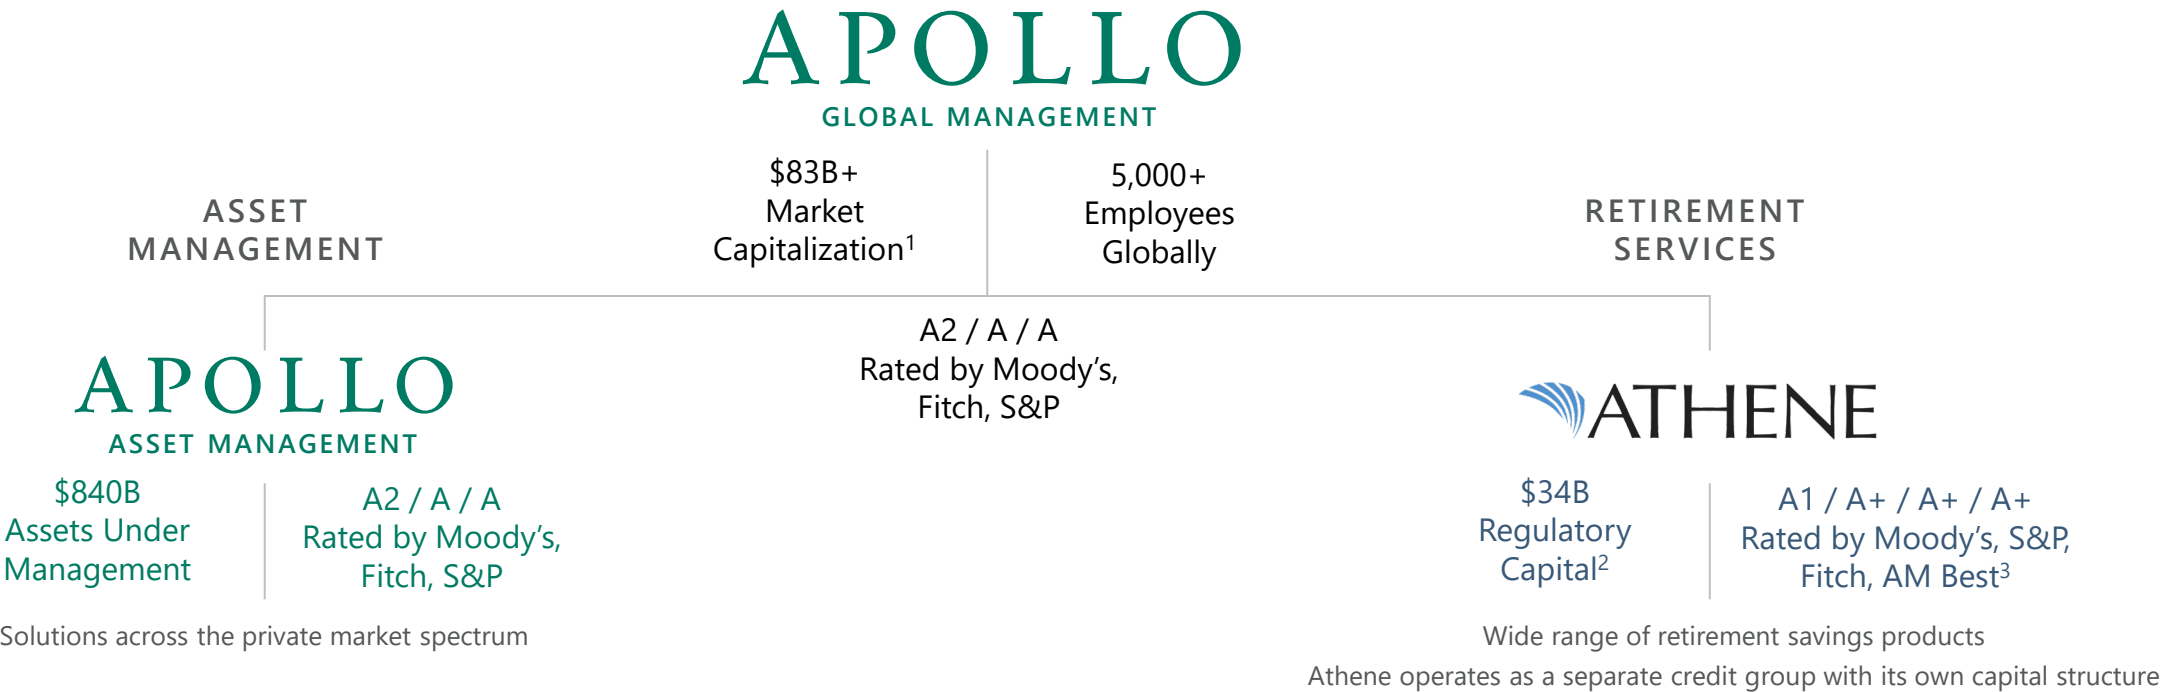 APOLLO
GLOBAL MANAGEMENT
$83B+
Market
Capitalization¹
5,000+
Employees
Globally
ASSET
MANAGEMENT
RETIREMENT
SERVICES
A2 / A / A
Rated by Moody’s,
Fitch, S&P
APOLLO
ASSET MANAGEMENT
$840B
Assets Under
Management
A2 / A / A
Rated by Moody’s,
Fitch, S&P
Solutions across the private market spectrum
ATHENE
$34B
Regulatory
Capital²
A1 / A+ / A+ / A+
Rated by Moody’s, S&P,
Fitch, AM Best³
Wide range of retirement savings products
Athene operates as a separate credit group with its own capital structure